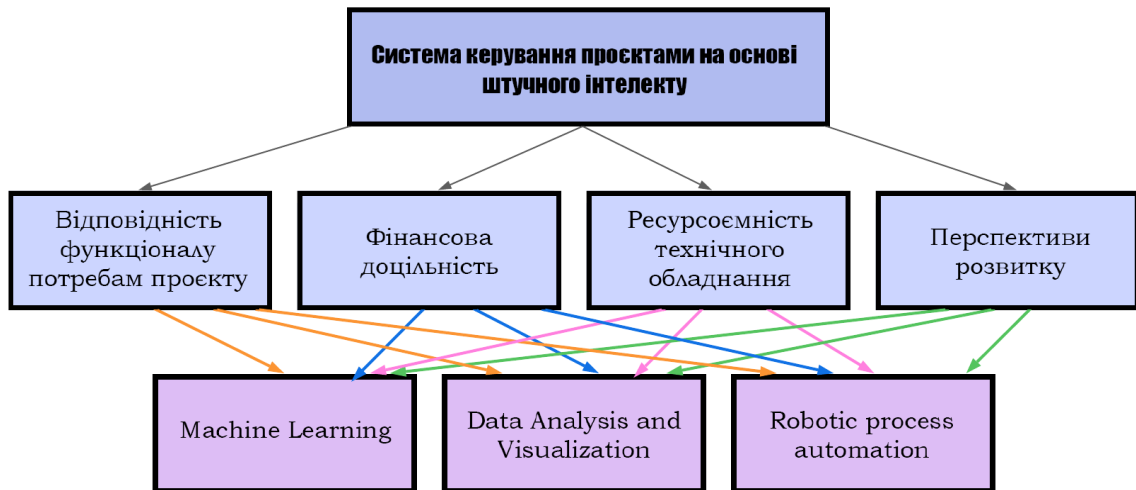 Система керування проєктами на основі
штучного інтелекту
Відповідність
функціоналу
потребам проєкту
Фінансова
доцільність
Ресурсоємність
технічного
обладнання
Перспективи
розвитку
Machine Learning
Data Analysis and
Visualization
Robotic process
automation